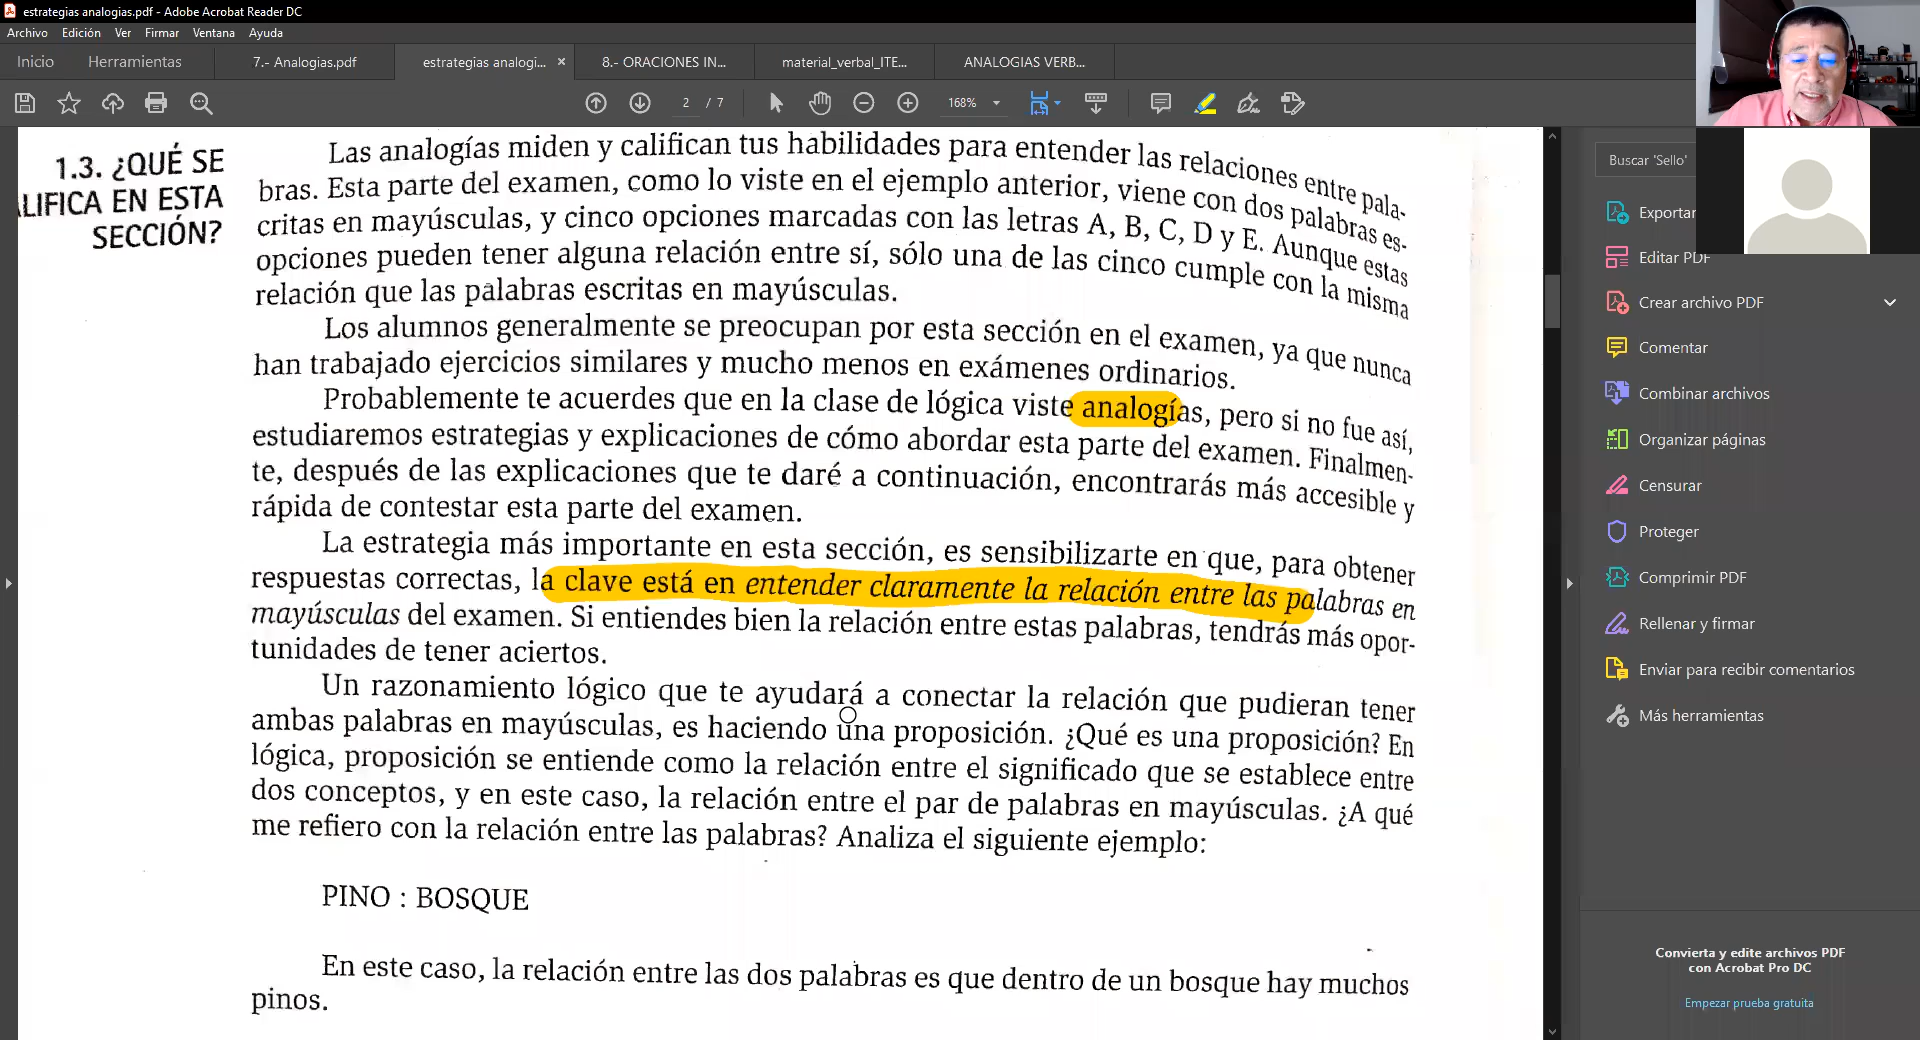 estrategias analogias.pdf - Adobe Acrobat Reader DC
Archivo Edición Ver Firmar Ventana Ayuda
Inicio Herramientas 7.- Analogias.pdf estrategias analogi... × 8.- ORACIONES IN... material_verbal_ITE... ANALOGIAS VERB...
2 / 7 168%
1.3. ¿QUÉ SE
LIFICA EN ESTA
SECCIÓN?
Las analogías miden y califican tus habilidades para entender las relaciones entre pala-
bras. Esta parte del examen, como lo viste en el ejemplo anterior, viene con dos palabras es-
critas en mayúsculas, y cinco opciones marcadas con las letras A, B, C, D y E. Aunque estas
opciones pueden tener alguna relación entre sí, sólo una de las cinco cumple con la misma
relación que las palabras escritas en mayúsculas.
Los alumnos generalmente se preocupan por esta sección en el examen, ya que nunca
han trabajado ejercicios similares y mucho menos en exámenes ordinarios.
Probablemente te acuerdes que en la clase de lógica viste analogías, pero si no fue así,
estudiaremos estrategias y explicaciones de cómo abordar esta parte del examen. Finalmen-
te, después de las explicaciones que te daré a continuación, encontrarás más accesible y
rápida de contestar esta parte del examen.
La estrategia más importante en esta sección, es sensibilizarte en que, para obtener
respuestas correctas, la clave está en entender claramente la relación entre las palabras en
mayúsculas del examen. Si entiendes bien la relación entre estas palabras, tendrás más opor-
tunidades de tener aciertos.
Un razonamiento lógico que te ayudará a conectar la relación que pudieran tener
ambas palabras en mayúsculas, es haciendo una proposición. ¿Qué es una proposición? En
lógica, proposición se entiende como la relación entre el significado que se establece entre
dos conceptos, y en este caso, la relación entre el par de palabras en mayúsculas. ¿A qué
me refiero con la relación entre las palabras? Analiza el siguiente ejemplo:
PINO : BOSQUE
En este caso, la relación entre las dos palabras es que dentro de un bosque hay muchos
pinos.
Buscar 'Sello'
Exportar
Editar PDF
Crear archivo PDF
Comentar
Combinar archivos
Organizar páginas
Censurar
Proteger
Comprimir PDF
Rellenar y firmar
Enviar para recibir comentarios
Más herramientas
Convierta y edite archivos PDF
con Acrobat Pro DC
Empezar prueba gratuita